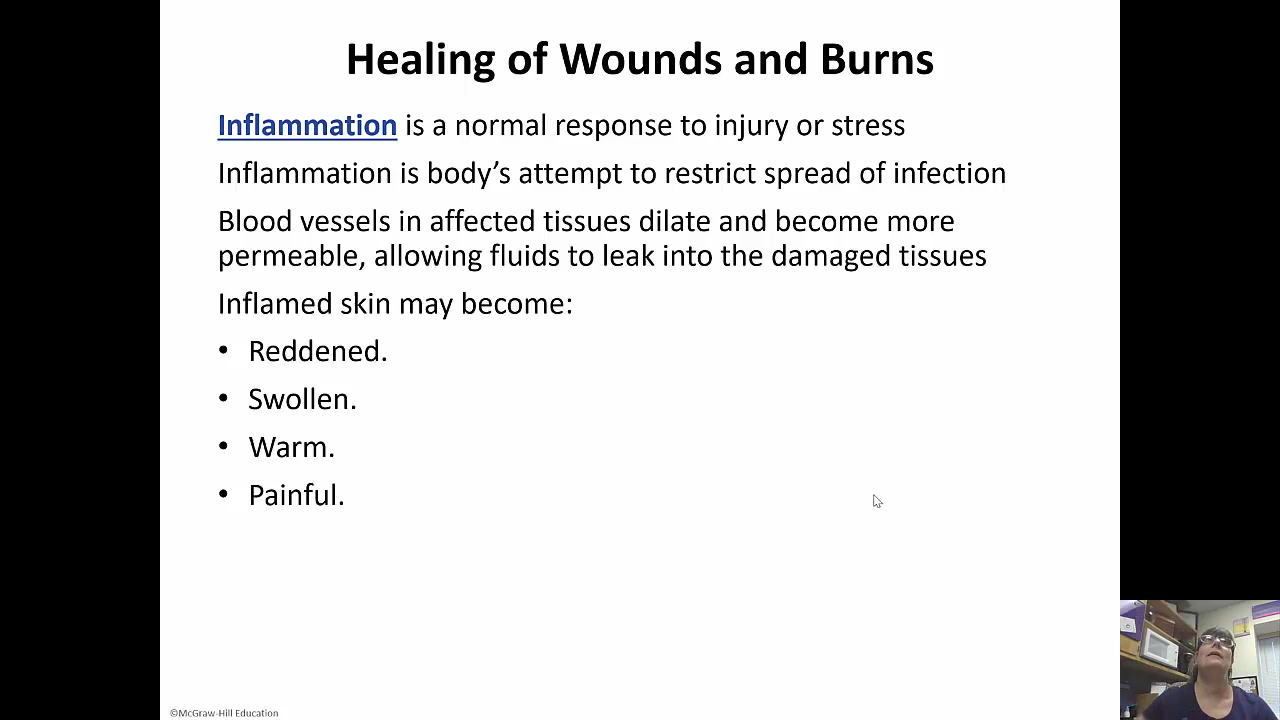 Healing of Wounds and Burns
Inflammation is a normal response to injury or stress
Inflammation is body’s attempt to restrict spread of infection
Blood vessels in affected tissues dilate and become more
permeable, allowing fluids to leak into the damaged tissues
Inflamed skin may become:
• Reddened.
• Swollen.
• Warm.
• Painful.
©McGraw-Hill Education